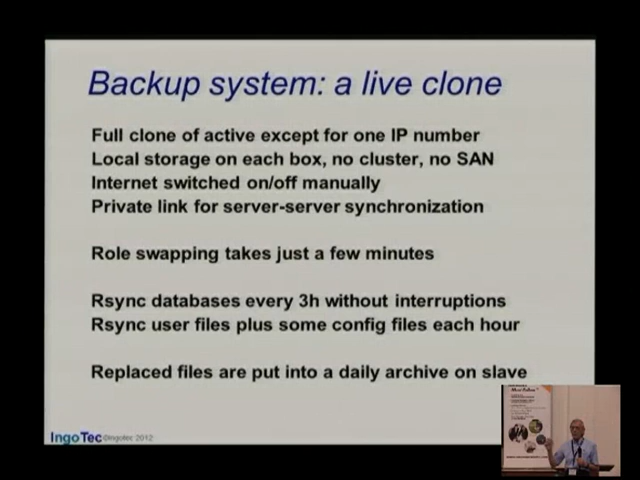 Backup system: a live clone
Full clone of active except for one IP number
Local storage on each box, no cluster, no SAN
Internet switched on/off manually
Private link for server-server synchronization
Role swapping takes just a few minutes
Rsync databases every 3h without interruptions
Rsync user files plus some config files each hour
Replaced files are put into a daily archive on slave
IngoTec ©Ingotec 2012